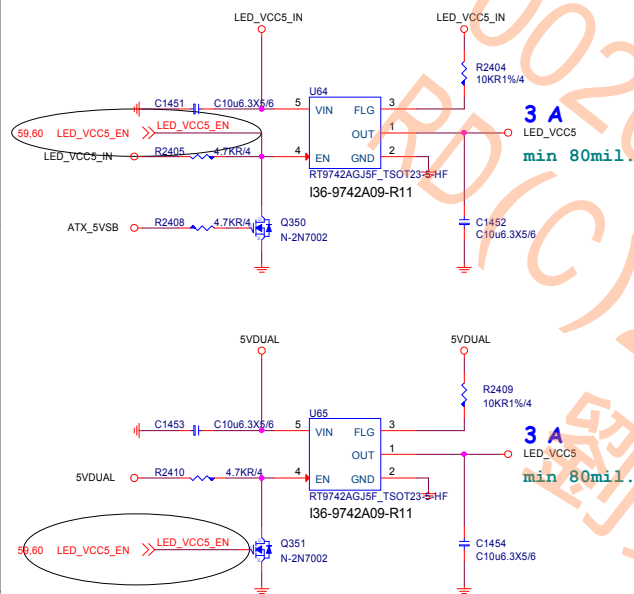 LED_VCC5_IN
LED_VCC5_IN
R2404
10KR1%/4
U64
C1451
C10u6.3X5/6
5
VIN
FLG
3
3 A
59,60
LED_VCC5_EN
LED_VCC5_EN
OUT
1
LED_VCC5
LED_VCC5_IN
R2405
4.7KR/4
4
EN
GND
2
min 80mil.
RT9742AGJ5F_TSOT23-5-HF
I36-9742A09-R11
ATX_5VSB
R2408
4.7KR/4
Q350
N-2N7002
C1452
C10u6.3X5/6
5VDUAL
5VDUAL
R2409
10KR1%/4
U65
C1453
C10u6.3X5/6
5
VIN
FLG
3
3 A
OUT
1
LED_VCC5
5VDUAL
R2410
4.7KR/4
4
EN
GND
2
min 80mil.
RT9742AGJ5F_TSOT23-5-HF
I36-9742A09-R11
59,60
LED_VCC5_EN
LED_VCC5_EN
Q351
N-2N7002
C1454
C10u6.3X5/6
RD(C)
劉